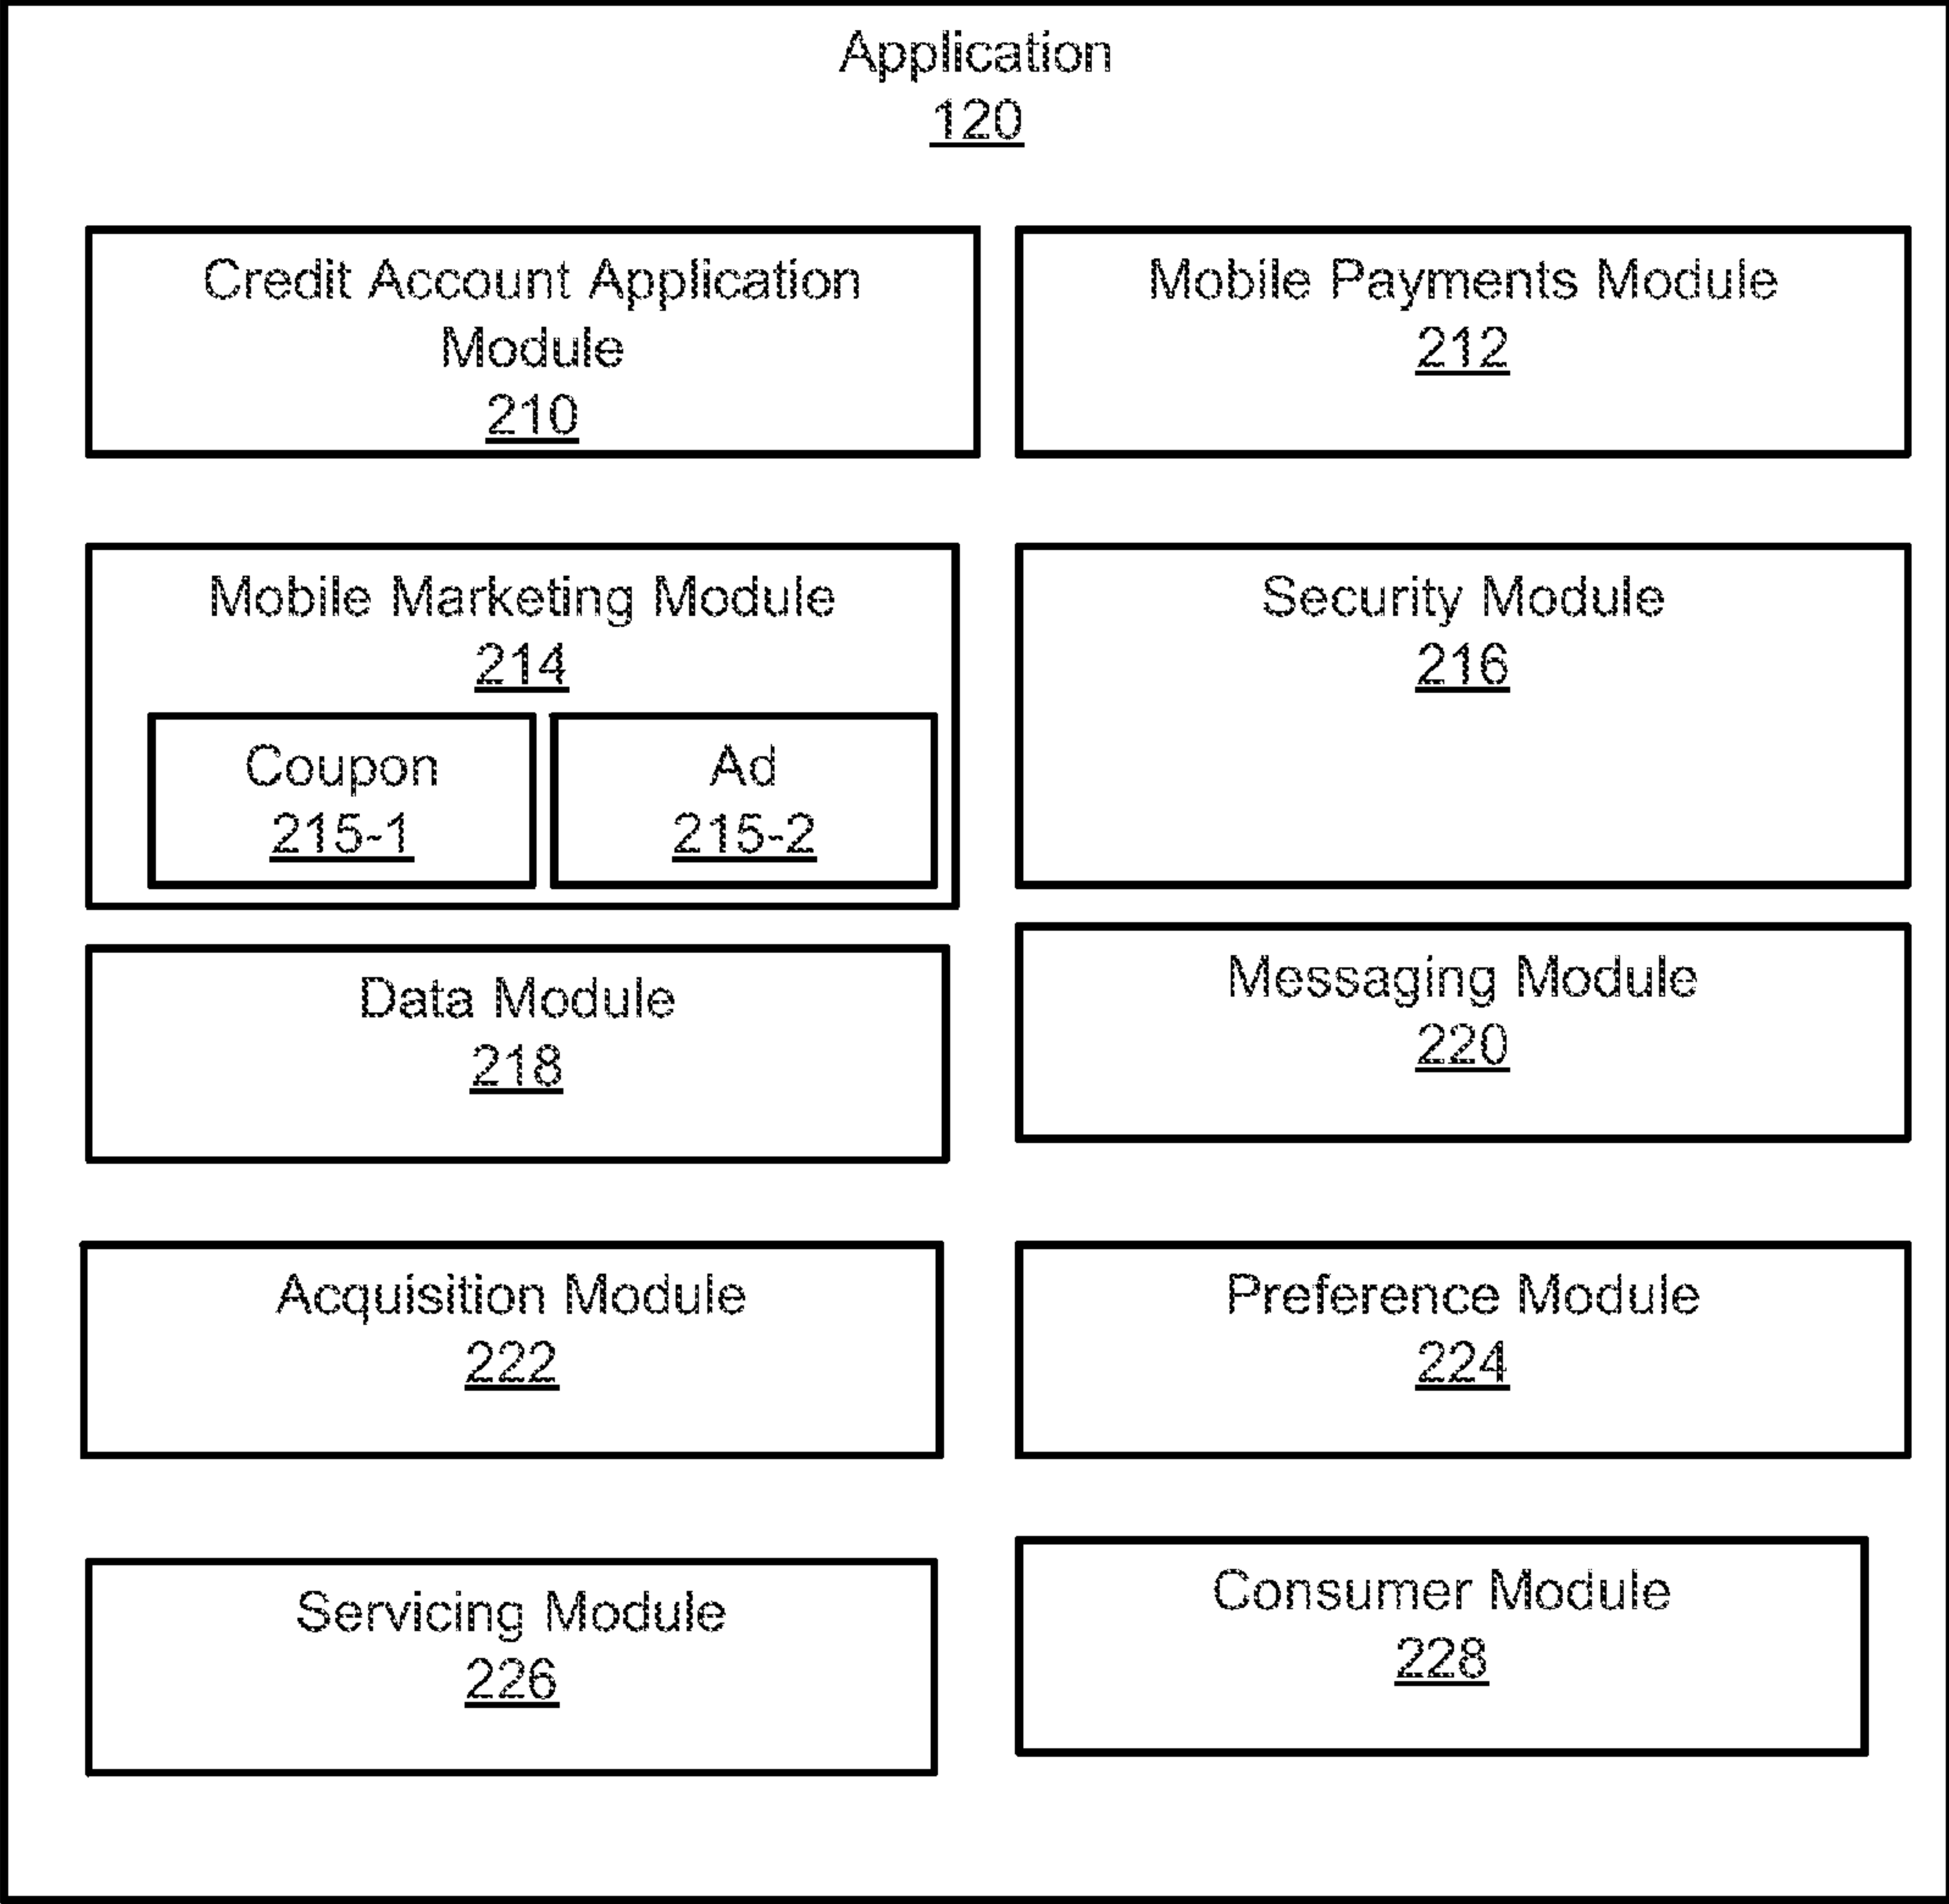 Application
120
Credit Account Application
Module
210
Mobile Payments Module
212
Mobile Marketing Module
214
Coupon
215-1
Ad
215-2
Security Module
216
Data Module
218
Messaging Module
220
Acquisition Module
222
Preference Module
224
Servicing Module
226
Consumer Module
228